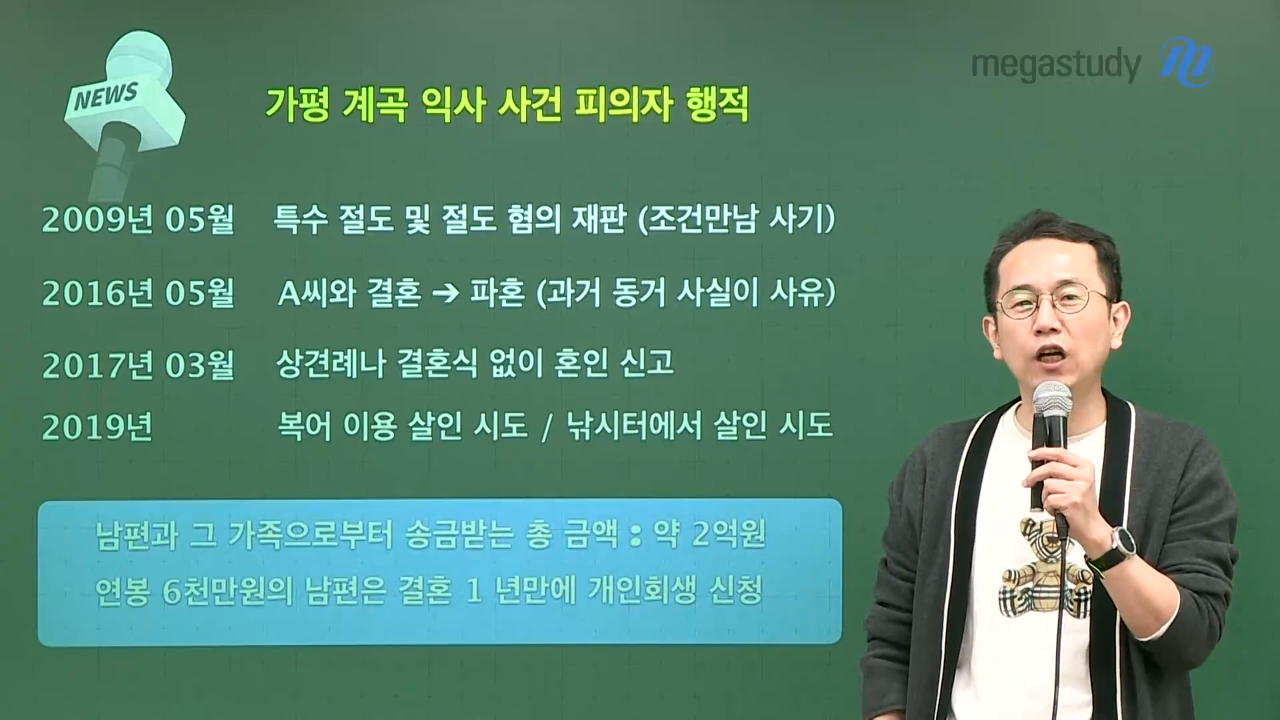 megastudy
NEWS
가평 계곡 익사 사건 피의자 행적
2009년 05월 특수 절도 및 절도 혐의 재판 (조건만남 사기)
2016년 05월 A씨와 결혼 ➔ 파혼 (과거 동거 사실이 사유)
2017년 03월 상견례나 결혼식 없이 혼인 신고
2019년 복어 이용 살인 시도 / 낚시터에서 살인 시도
남편과 그 가족으로부터 송금받는 총 금액 : 약 2억원
연봉 6천만원의 남편은 결혼 1 년만에 개인회생 신청